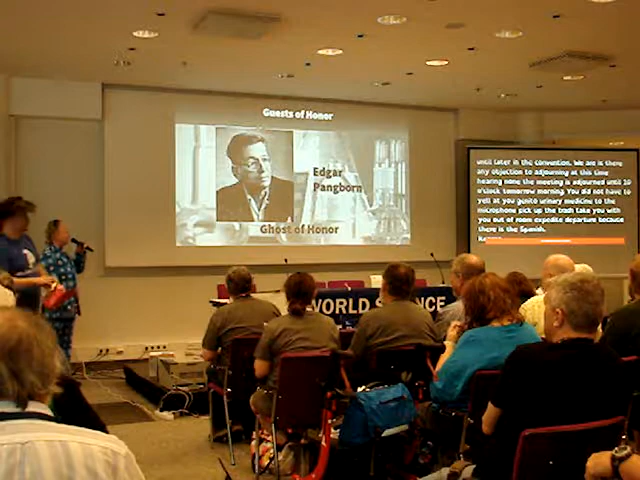 Guests of Honor
Edgar
Pangborn
Ghost of Honor
until later in the convention. We are is there
any objection to adjourning at this time
hearing none the meeting is adjourned until 10
o'clock tomorrow morning. You did not have to
yell at you genito urinary medicine to the
microphone pick up the trash take you with
you out of room expedite departure because
there is the Spanish.
WORLD SCIENCE